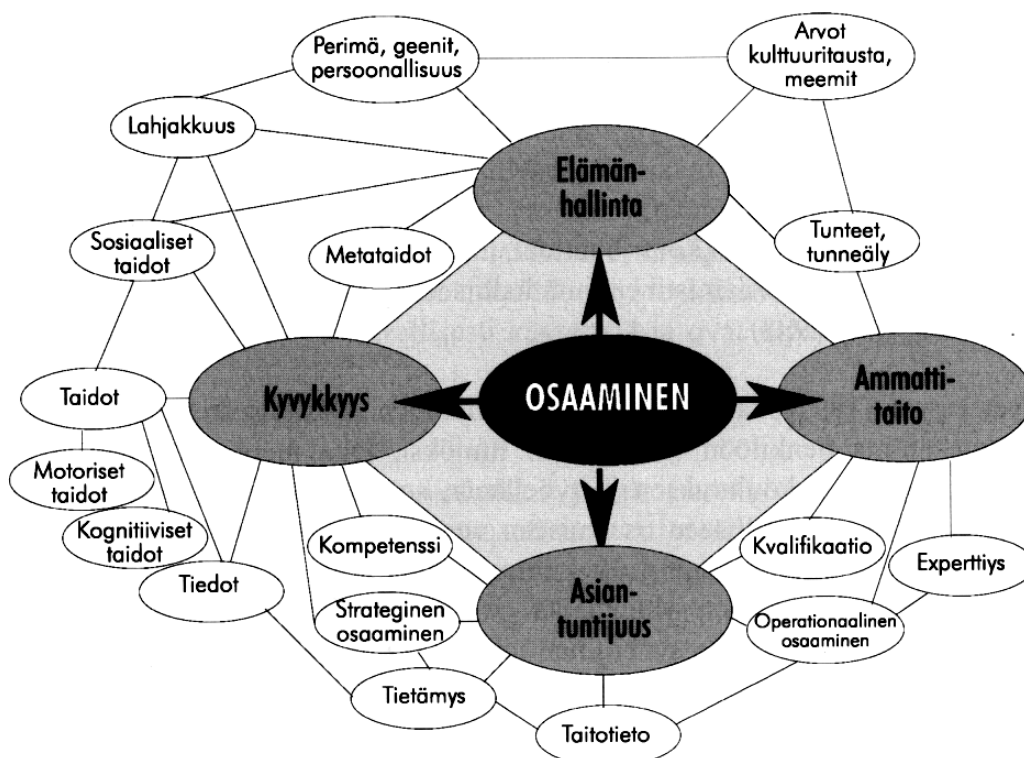 Perimä, geenit,
persoonallisuus
Arvot
kulttuuritausta,
meemit
Lahjakkuus
Elämän-
hallinta
Sosiaaliset
taidot
Metataidot
Tunteet,
tunneäly
Taidot
Kyvykkyys
OSAAMINEN
Ammatti-
taito
Motoriset
taidot
Kognitiiviset
taidot
Kompetenssi
Kvalifikaatio
Experttiys
Tiedot
Strateginen
osaaminen
Asian-
tuntijuus
Operationaalinen
osaaminen
Tietämys
Taitotieto